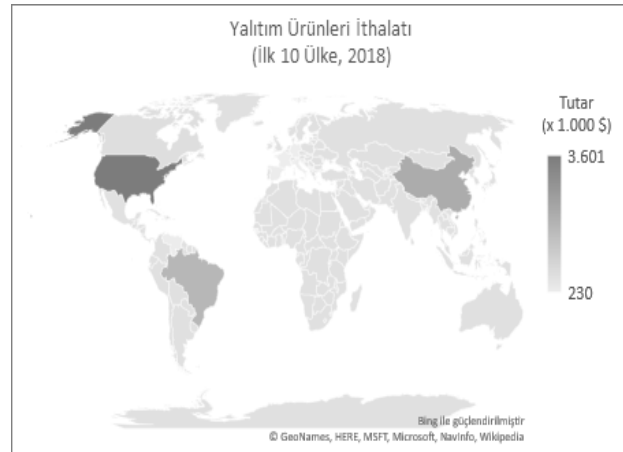 Yalıtım Ürünleri İthalatı
(İlk 10 Ülke, 2018)
Tutar
(x 1.000 $)
3.601
230
Bing ile güçlendirilmiştir
© GeoNames, HERE, MSFT, Microsoft, NavInfo, Wikipedia